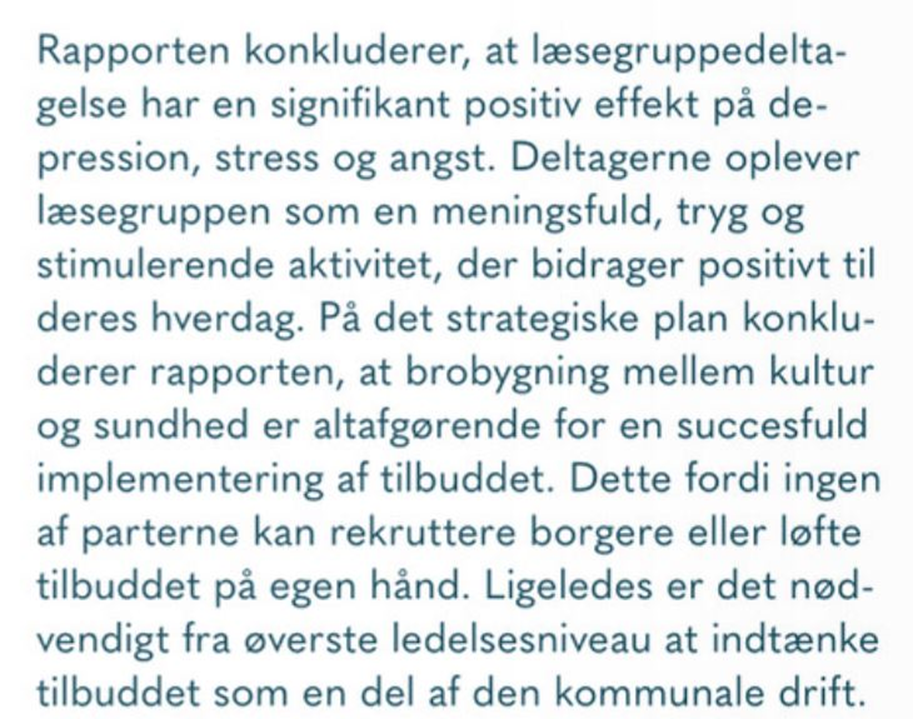 Rapporten konkluderer, at læsegruppedelta-
gelse har en signifikant positiv effekt på de-
pression, stress og angst. Deltagerne oplever
læsegruppen som en meningsfuld, tryg og
stimulerende aktivitet, der bidrager positivt til
deres hverdag. På det strategiske plan konklu-
derer rapporten, at brobygning mellem kultur
og sundhed er altafgørende for en succesfuld
implementering af tilbuddet. Dette fordi ingen
af parterne kan rekruttere borgere eller løfte
tilbuddet på egen hånd. Ligeledes er det nød-
vendigt fra øverste ledelsesniveau at indtænke
tilbuddet som en del af den kommunale drift.